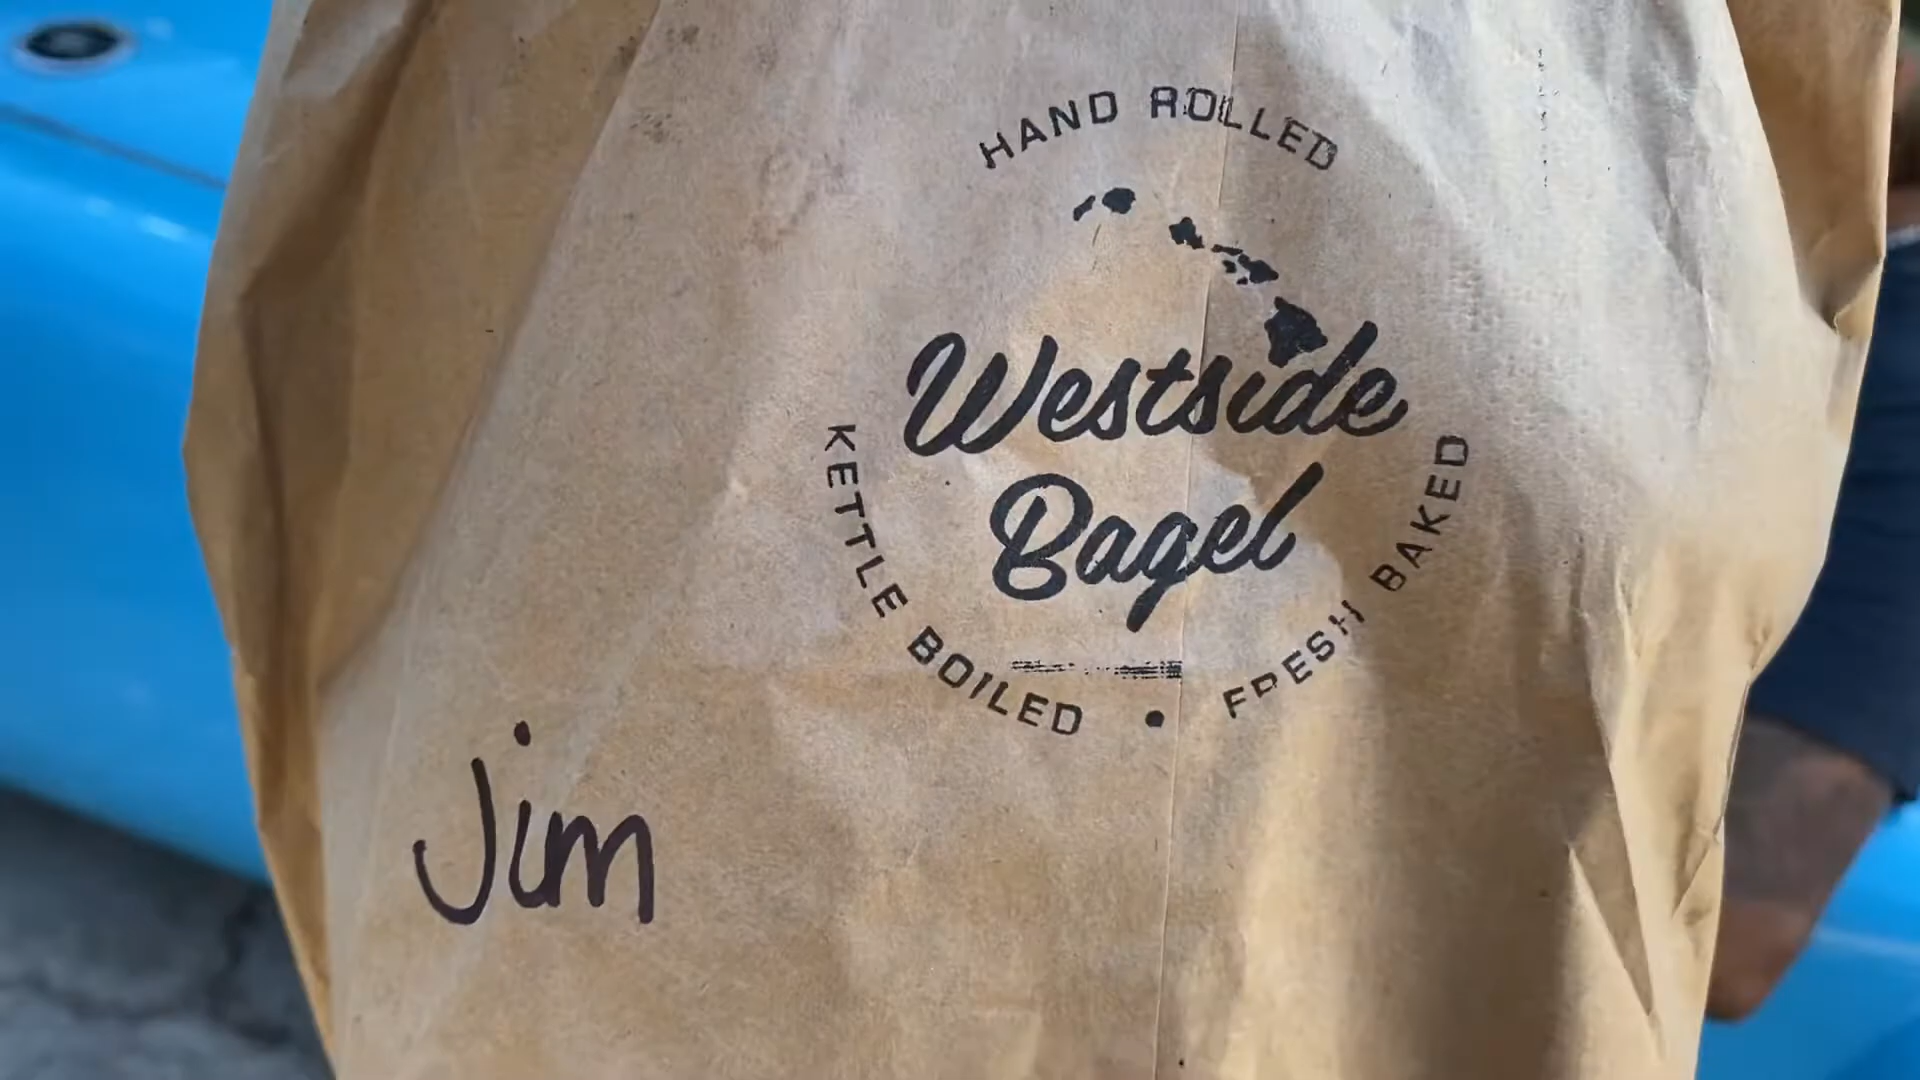 HAND ROLLED
Westside
Bagel
KETTLE BOILED • FRESH BAKED
Jim